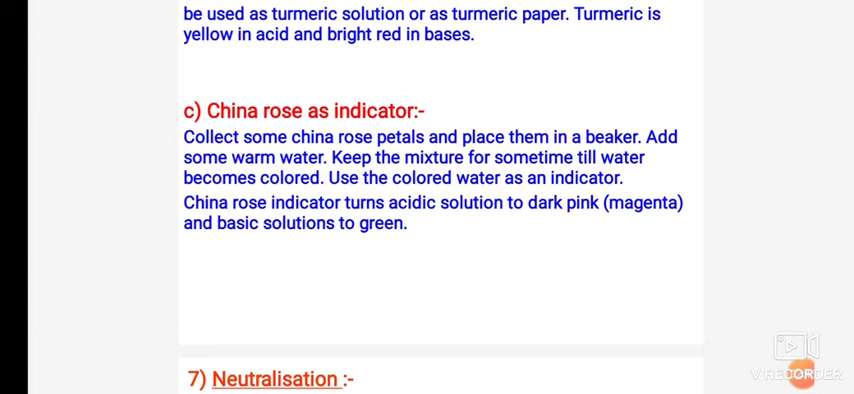 be used as turmeric solution or as turmeric paper. Turmeric is
yellow in acid and bright red in bases.
c) China rose as indicator:-
Collect some china rose petals and place them in a beaker. Add
some warm water. Keep the mixture for sometime till water
becomes colored. Use the colored water as an indicator.
China rose indicator turns acidic solution to dark pink (magenta)
and basic solutions to green.
7) Neutralisation :-
V RECORDER